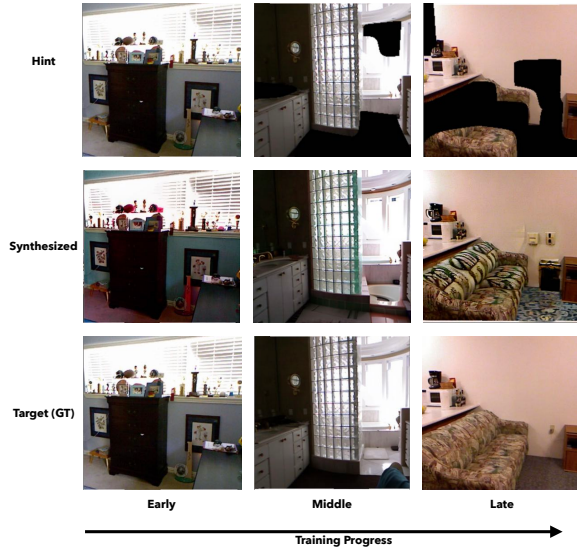 Hint
Synthesized
Target (GT)
Early
Middle
Late
Training Progress